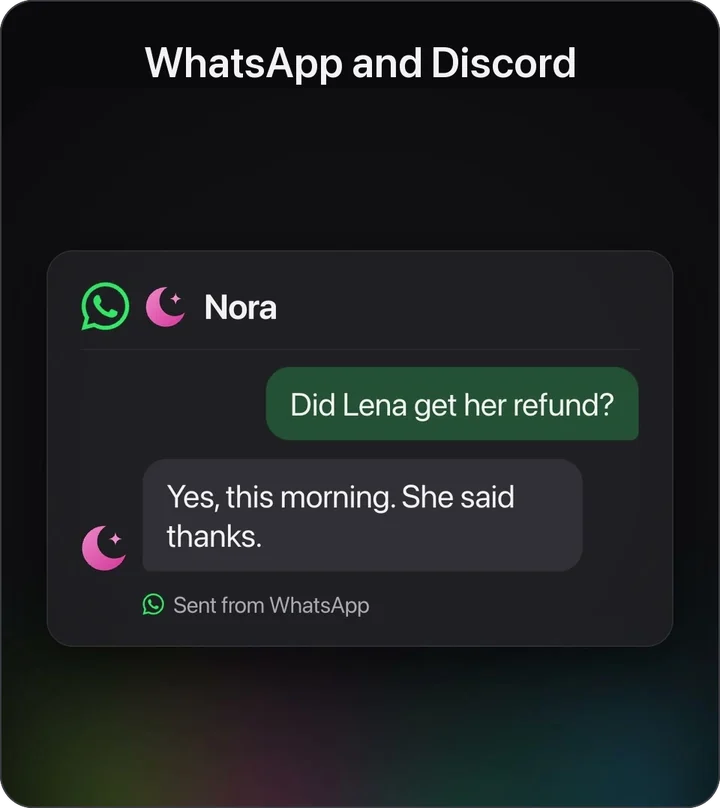 WhatsApp and Discord
Nora
Did Lena get her refund?
Yes, this morning. She said
thanks.
Sent from WhatsApp